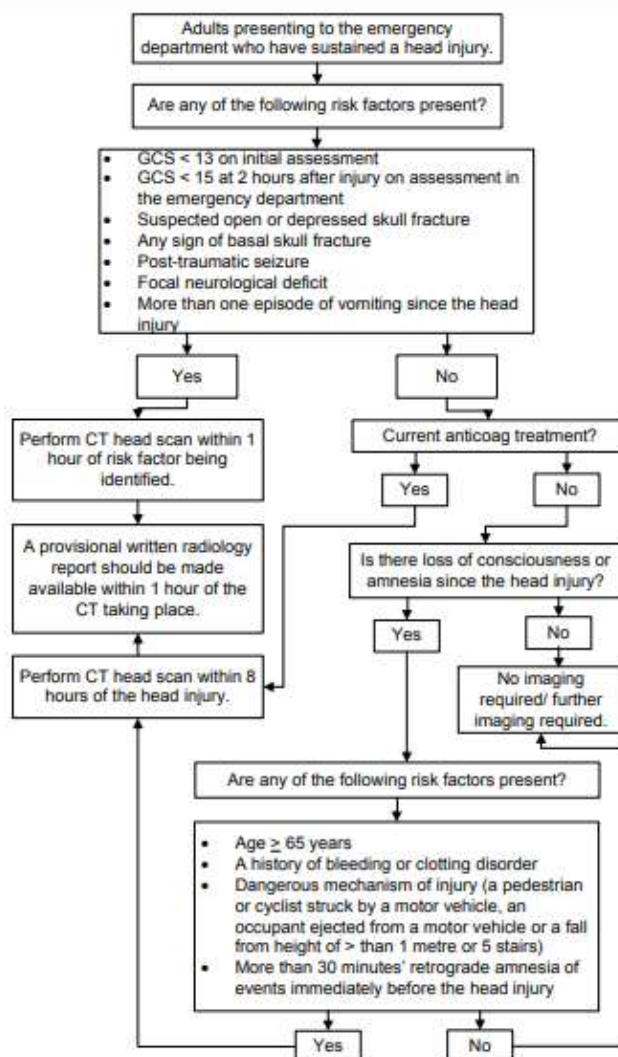 Adults presenting to the emergency
department who have sustained a head injury.
Are any of the following risk factors present?
• GCS < 13 on initial assessment
• GCS < 15 at 2 hours after injury on assessment in
the emergency department
• Suspected open or depressed skull fracture
• Any sign of basal skull fracture
• Post-traumatic seizure
• Focal neurological deficit
• More than one episode of vomiting since the head
injury
Yes
No
Perform CT head scan within 1
hour of risk factor being
identified.
Current anticoag treatment?
Yes
No
A provisional written radiology
report should be made
available within 1 hour of the
CT taking place.
Is there loss of consciousness or
amnesia since the head injury?
Yes
No
Perform CT head scan within 8
hours of the head injury.
No imaging
required/ further
imaging required.
Are any of the following risk factors present?
• Age ≥ 65 years
• A history of bleeding or clotting disorder
• Dangerous mechanism of injury (a pedestrian
or cyclist struck by a motor vehicle, an
occupant ejected from a motor vehicle or a fall
from height of > than 1 metre or 5 stairs)
• More than 30 minutes' retrograde amnesia of
events immediately before the head injury
Yes
No